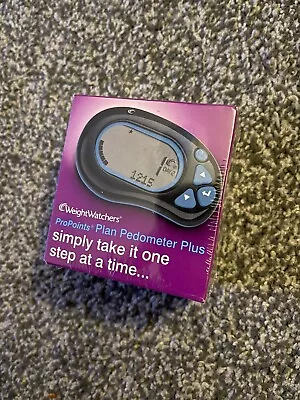 1215
WeightWatchers®
ProPoints® Plan Pedometer Plus
simply take it one
step at a time...